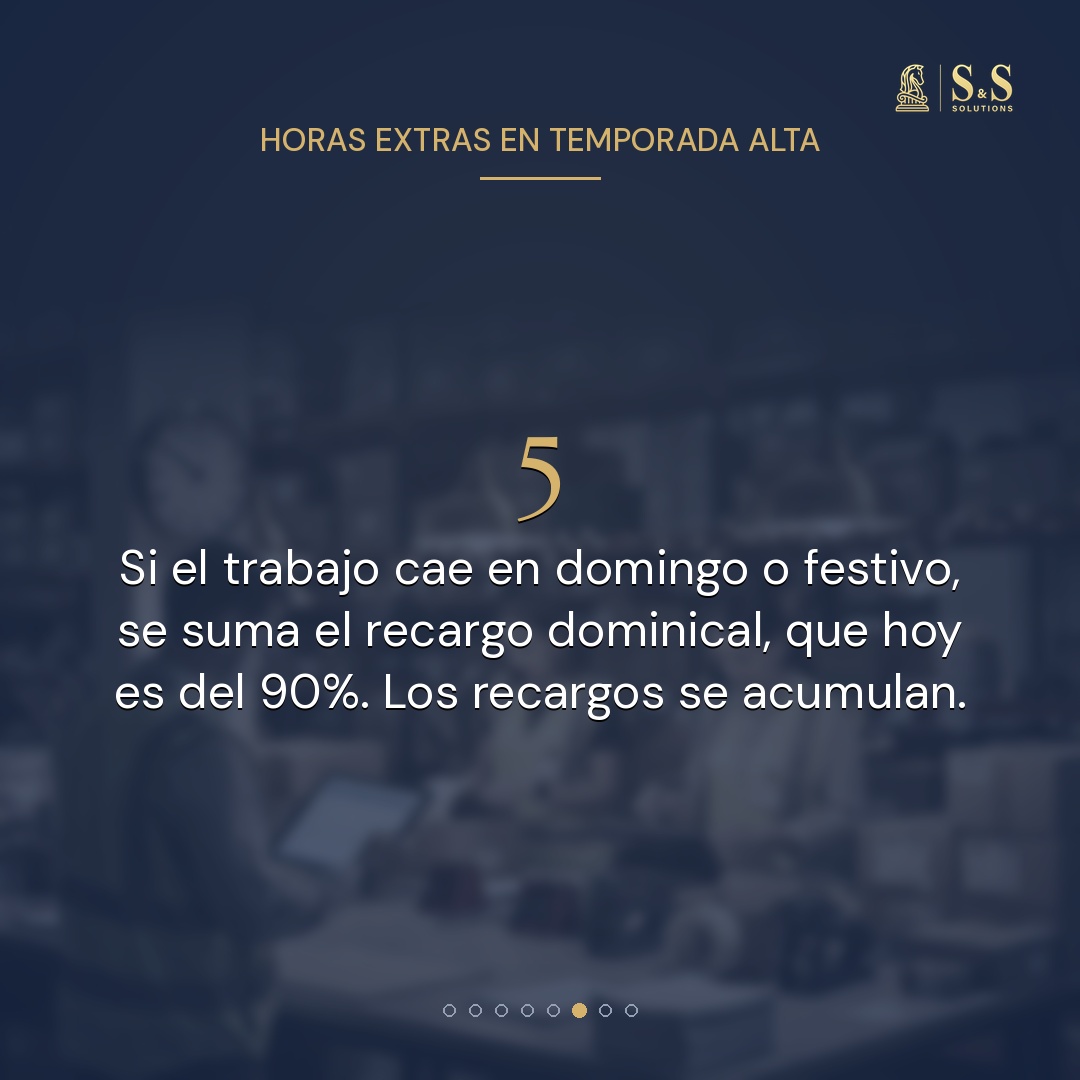 S&S
SOLUTIONS
HORAS EXTRAS EN TEMPORADA ALTA
5
Si el trabajo cae en domingo o festivo,
se suma el recargo dominical, que hoy
es del 90%. Los recargos se acumulan.